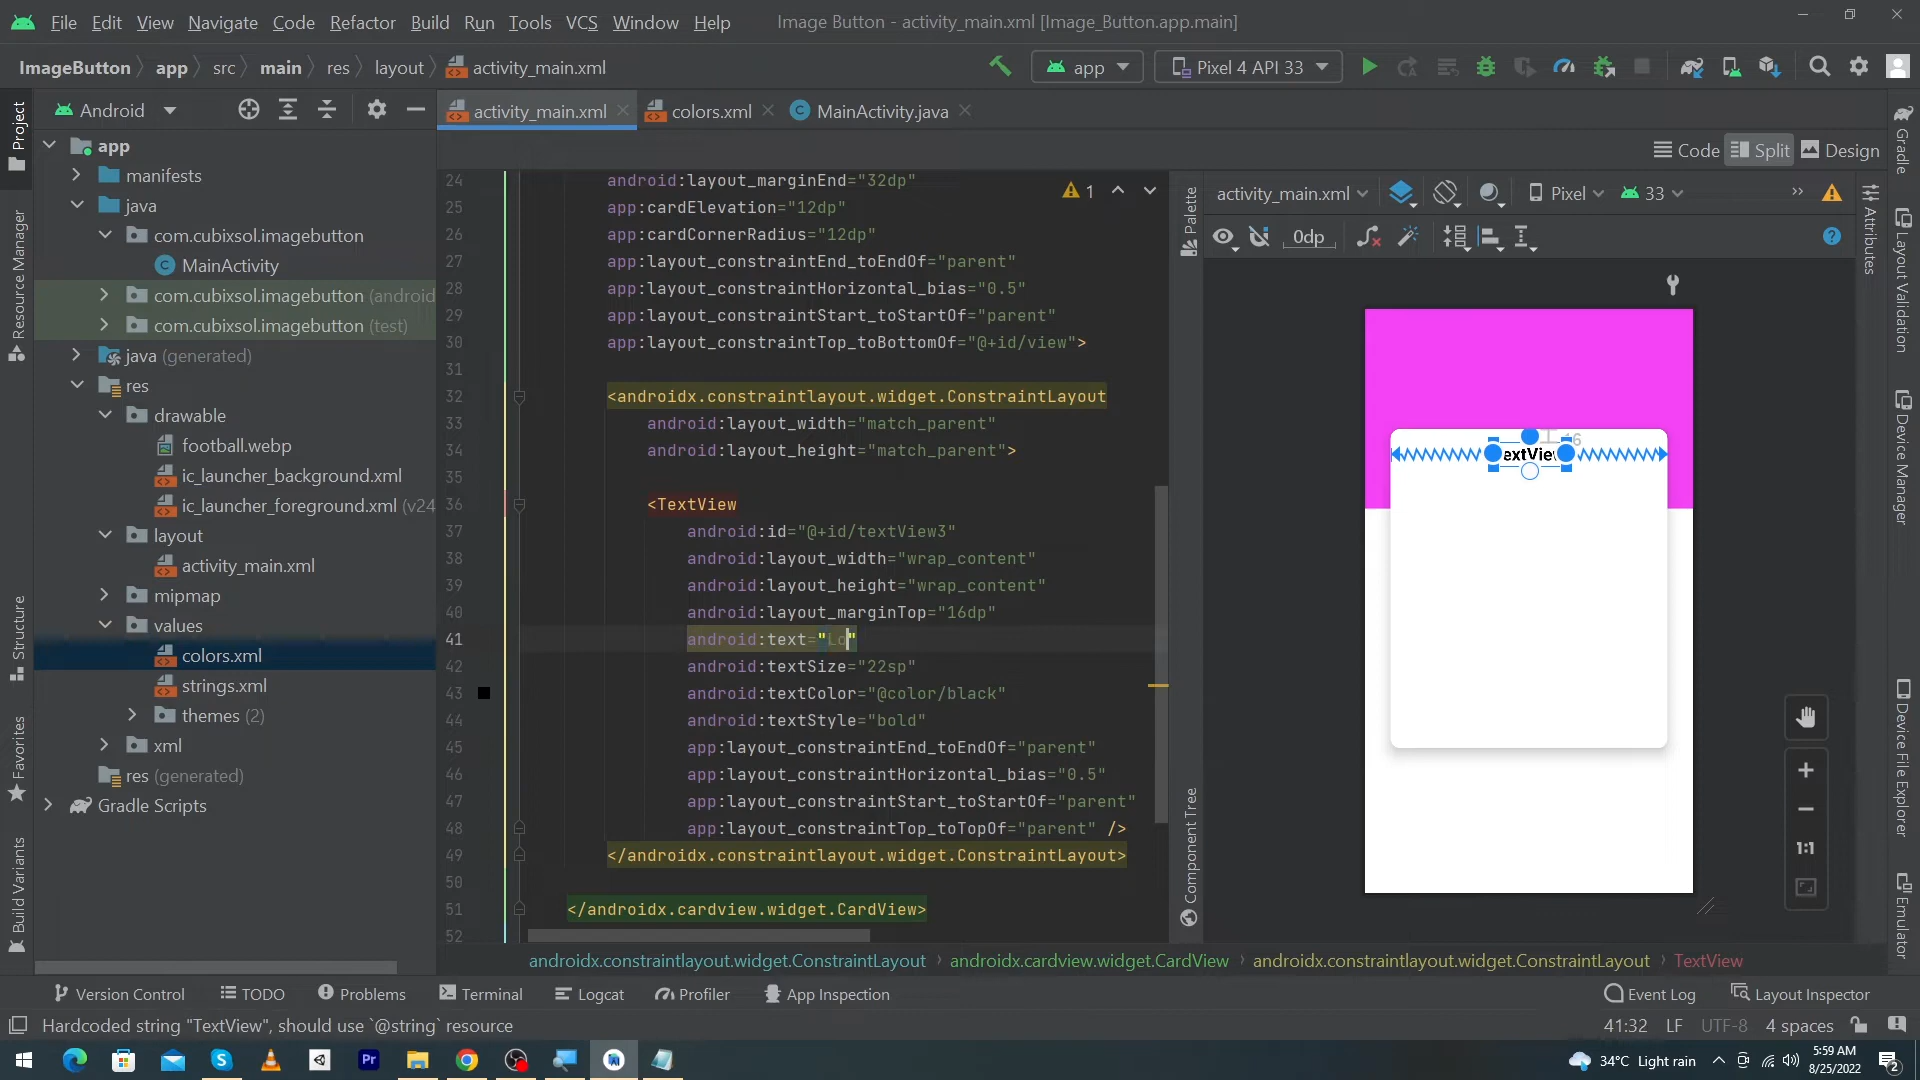 File Edit View Navigate Code Refactor Build Run Tools VCS Window Help Image Button - activity_main.xml [Image_Button.app.main]
ImageButton app src main res layout activity_main.xml app Pixel 4 API 33
Android activity_main.xml colors.xml MainActivity.java
Code Split Design
app
manifests
java
com.cubixsol.imagebutton
MainActivity
com.cubixsol.imagebutton (android
com.cubixsol.imagebutton (test)
java (generated)
res
drawable
football.webp
ic_launcher_background.xml
ic_launcher_foreground.xml (v24
layout
activity_main.xml
mipmap
values
colors.xml
strings.xml
themes (2)
xml
res (generated)
Gradle Scripts
Project
Resource Manager
Structure
Favorites
Build Variants
24 android:layout_marginEnd="32dp"
25 app:cardElevation="12dp"
26 app:cardCornerRadius="12dp"
27 app:layout_constraintEnd_toEndOf="parent"
28 app:layout_constraintHorizontal_bias="0.5"
29 app:layout_constraintStart_toStartOf="parent"
30 app:layout_constraintTop_toBottomOf="@+id/view">
31
32 <androidx.constraintlayout.widget.ConstraintLayout
33 android:layout_width="match_parent"
34 android:layout_height="match_parent">
35
36 <TextView
37 android:id="@+id/textView3"
38 android:layout_width="wrap_content"
39 android:layout_height="wrap_content"
40 android:layout_marginTop="16dp"
41 android:text="Lo"
42 android:textSize="22sp"
43 android:textColor="@color/black"
44 android:textStyle="bold"
45 app:layout_constraintEnd_toEndOf="parent"
46 app:layout_constraintHorizontal_bias="0.5"
47 app:layout_constraintStart_toStartOf="parent"
48 app:layout_constraintTop_toTopOf="parent" />
49 </androidx.constraintlayout.widget.ConstraintLayout>
50
51 </androidx.cardview.widget.CardView>
52
1
Palette
Component Tree
activity_main.xml Pixel 33
0dp
16
extVie
1:1
Attributes
Gradle
Layout Validation
Device Manager
Device File Explorer
Emulator
androidx.constraintlayout.widget.ConstraintLayout androidx.cardview.widget.CardView androidx.constraintlayout.widget.ConstraintLayout TextView
Version Control TODO Problems Terminal Logcat Profiler App Inspection Event Log Layout Inspector
Hardcoded string "TextView", should use `@string` resource 41:32 LF UTF-8 4 spaces
34°C Light rain 5:59 AM
8/25/2022
2